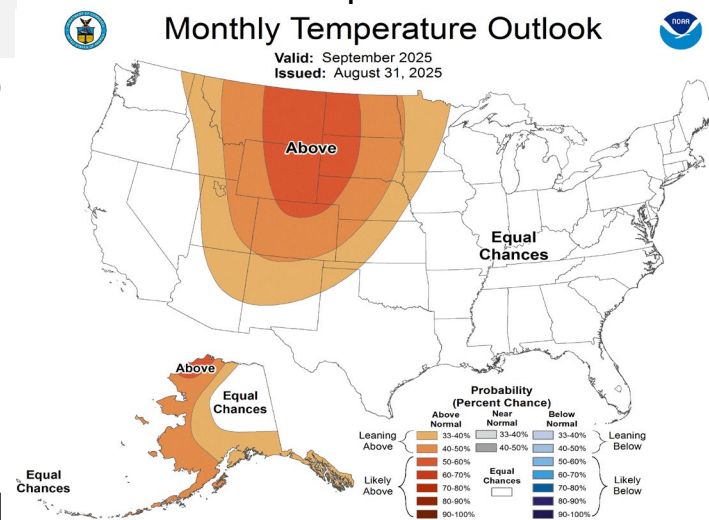 NOAA
Monthly Temperature Outlook
Valid: September 2025
Issued: August 31, 2025
Above
Equal
Chances
Above
Equal
Chances
Equal
Chances
Probability
(Percent Chance)
Above
Normal
Near
Normal
Below
Normal
Leaning
Above
33-40%
33-40%
33-40%
Leaning
Below
40-50%
40-50%
40-50%
Likely
Above
50-60%
50-60%
Likely
Below
60-70%
60-70%
70-80%
70-80%
80-90%
80-90%
90-100%
90-100%
Equal
Chances